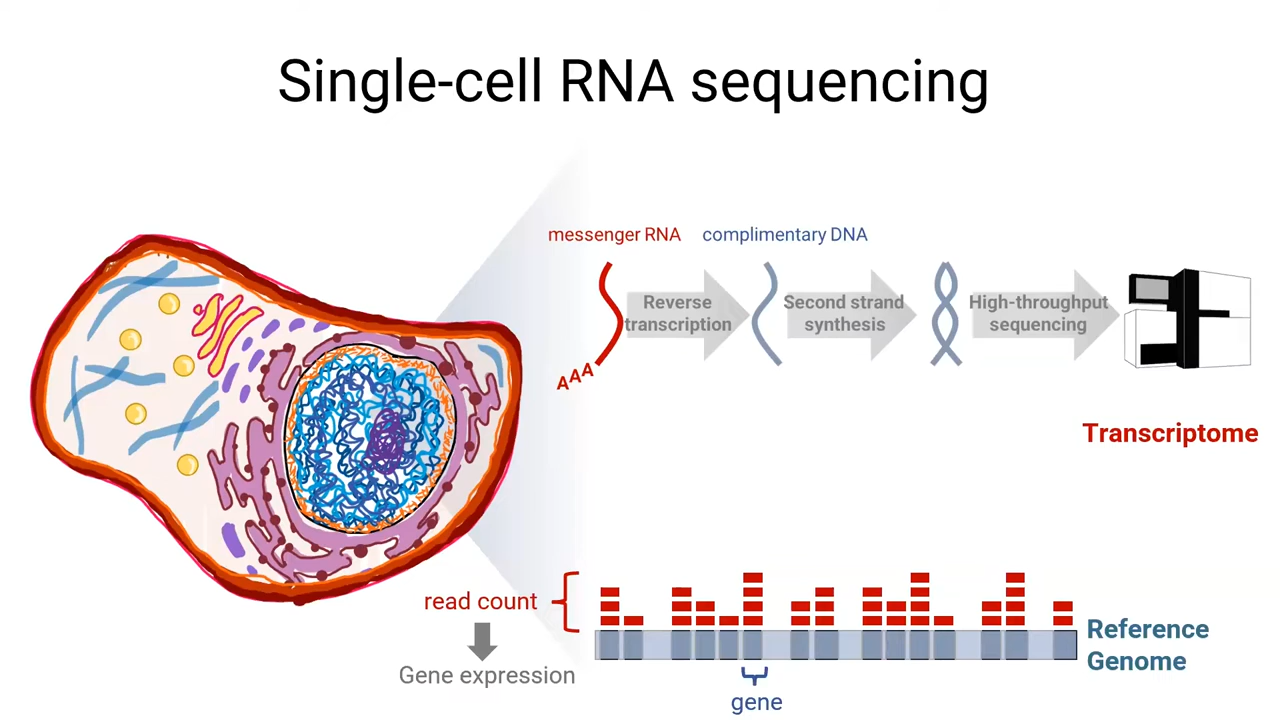 Single-cell RNA sequencing
messenger RNA
complimentary DNA
Reverse
transcription
Second strand
synthesis
High-throughput
sequencing
AAA
Transcriptome
read count
Gene expression
Reference
Genome
gene